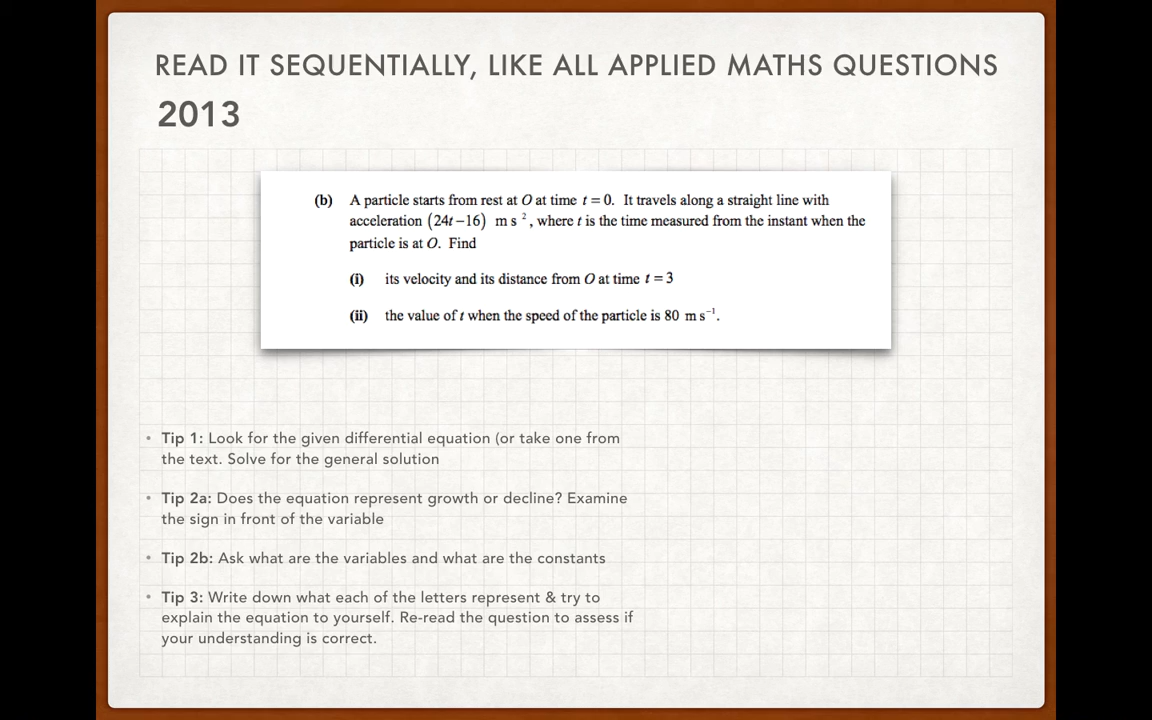 READ IT SEQUENTIALLY, LIKE ALL APPLIED MATHS QUESTIONS
2013
(b) A particle starts from rest at O at time t = 0. It travels along a straight line with
acceleration (24t – 16) m s ², where t is the time measured from the instant when the
particle is at O. Find
(i) its velocity and its distance from O at time t = 3
(ii) the value of t when the speed of the particle is 80 m s⁻¹.
• Tip 1: Look for the given differential equation (or take one from
the text. Solve for the general solution
• Tip 2a: Does the equation represent growth or decline? Examine
the sign in front of the variable
• Tip 2b: Ask what are the variables and what are the constants
• Tip 3: Write down what each of the letters represent & try to
explain the equation to yourself. Re-read the question to assess if
your understanding is correct.